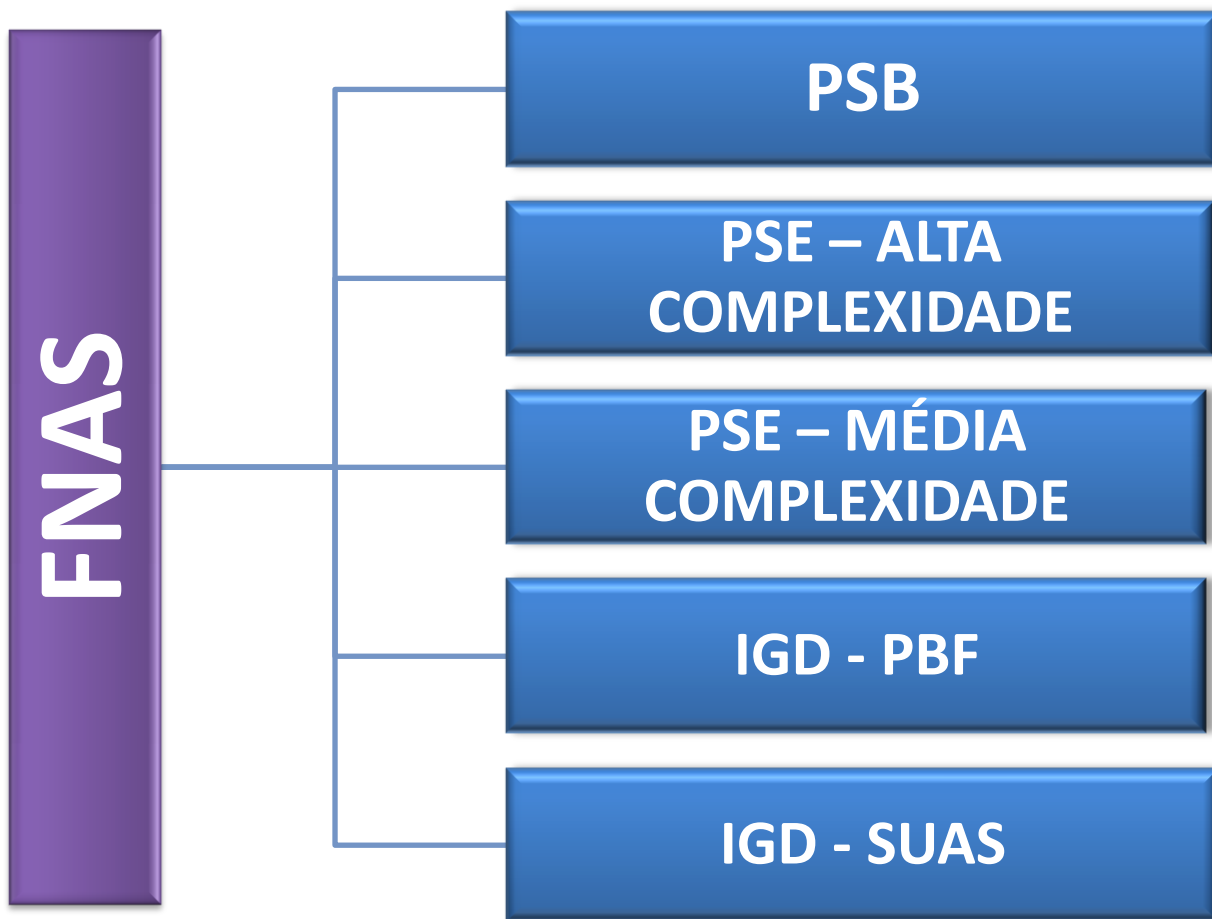 FNAS
PSB
PSE – ALTA
COMPLEXIDADE
PSE – MÉDIA
COMPLEXIDADE
IGD - PBF
IGD - SUAS